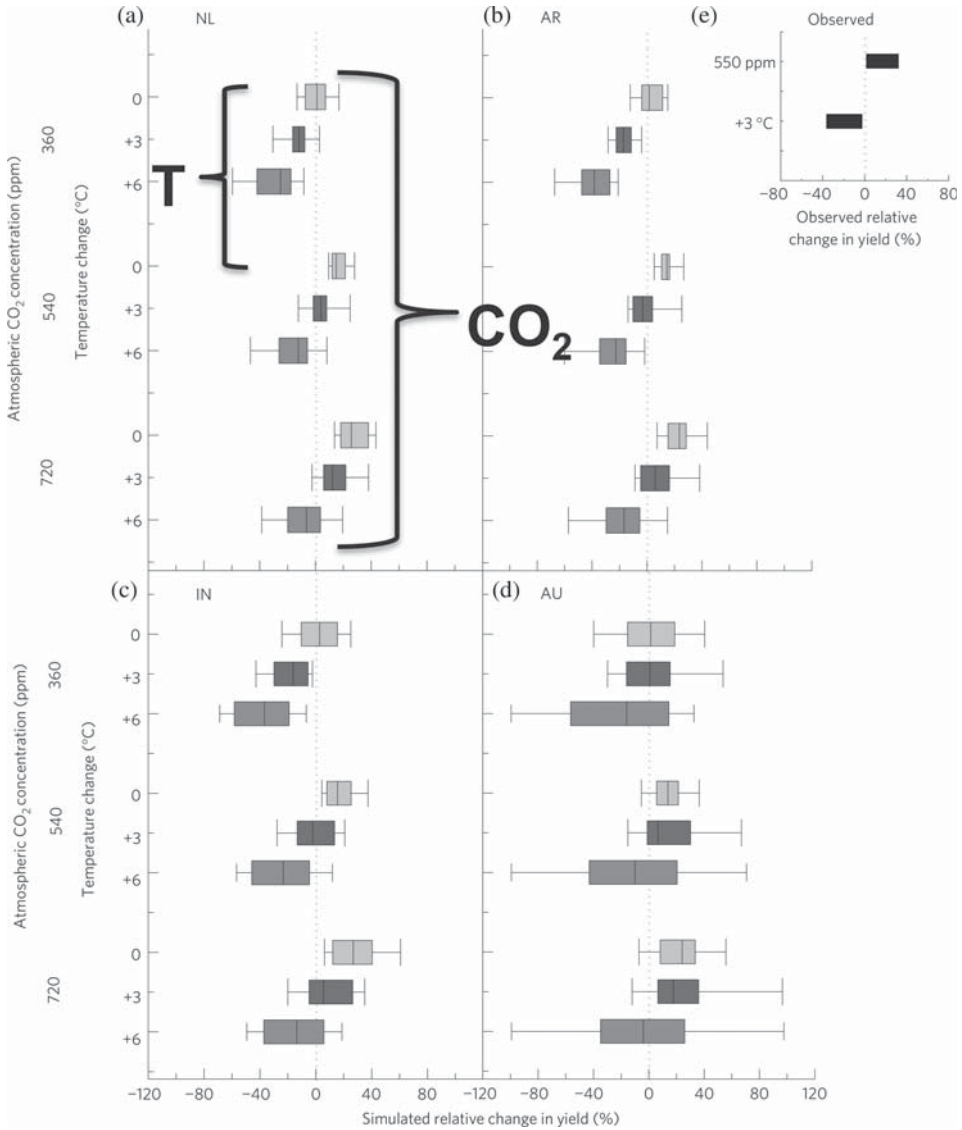 (a) NL
(b) AR
(e) Observed
550 ppm
+3 °C
−80 −40 0 40 80
Observed relative
change in yield (%)
T
CO₂
Atmospheric CO₂ concentration (ppm)
Temperature change (°C)
360
0
+3
+6
540
0
+3
+6
720
0
+3
+6
(c) IN
(d) AU
Atmospheric CO₂ concentration (ppm)
Temperature change (°C)
360
0
+3
+6
540
0
+3
+6
720
0
+3
+6
−120 −80 −40 0 40 80 −120 −80 −40 0 40 80 120
Simulated relative change in yield (%)